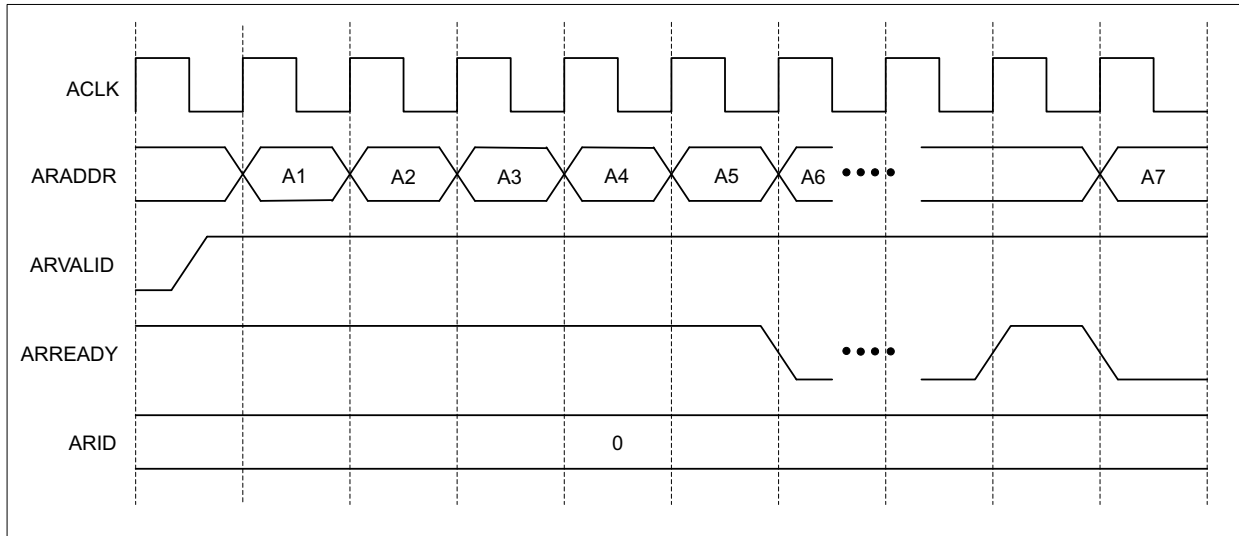 ACLK
ARADDR A1 A2 A3 A4 A5 A6 •••• A7
ARVALID
ARREADY ••••
ARID 0